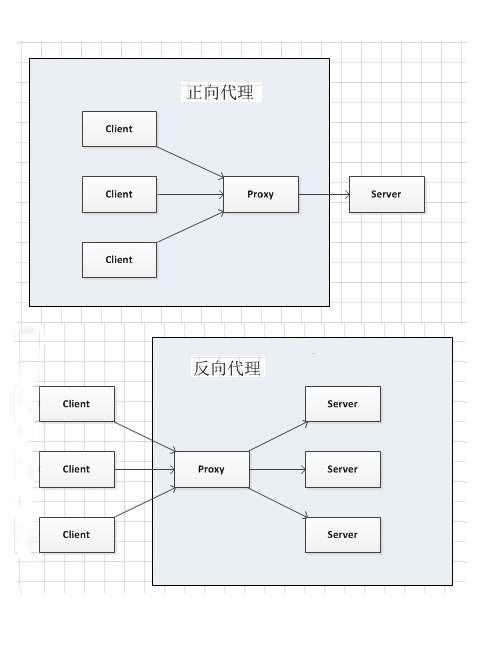 正向代理
Client
Client
Proxy
Server
Client
反向代理
Client
Server
Client
Proxy
Server
Client
Server